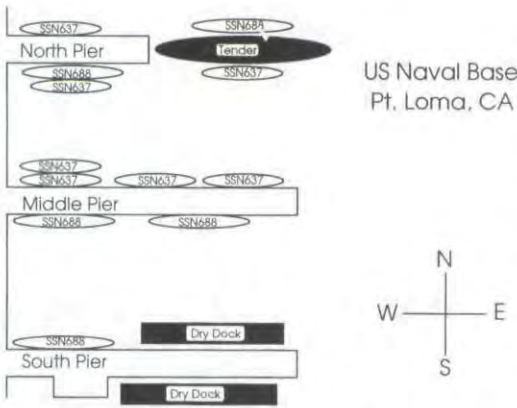 SSN637
SSN68A
North Pier
Tender
SSN688
SSN637
SSN637
US Naval Base
Pt. Loma, CA
SSN637
SSN637
SSN637
SSN637
Middle Pier
SSN688
SSN688
N
W
E
S
Dry Dock
SSN688
South Pier
Dry Dock